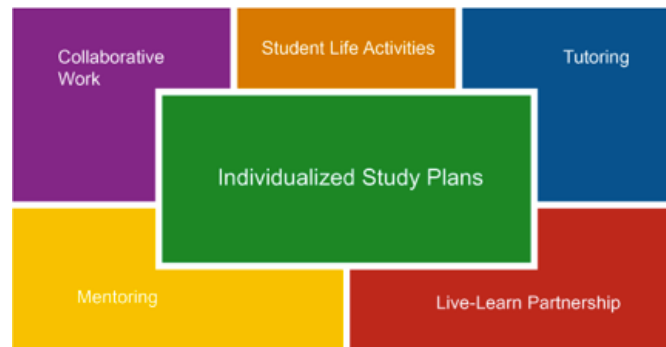 Collaborative
Work
Student Life Activities
Tutoring
Individualized Study Plans
Mentoring
Live-Learn Partnership